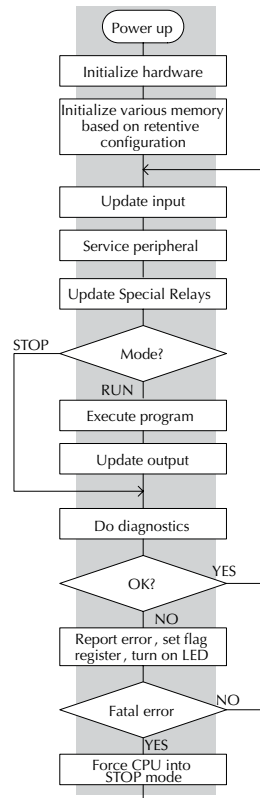 Power up
Initialize hardware
Initialize various memory
based on retentive
configuration
Update input
Service peripheral
Update Special Relays
STOP
Mode?
RUN
Execute program
Update output
Do diagnostics
YES
OK?
NO
Report error, set flag
register, turn on LED
NO
Fatal error
YES
Force CPU into
STOP mode